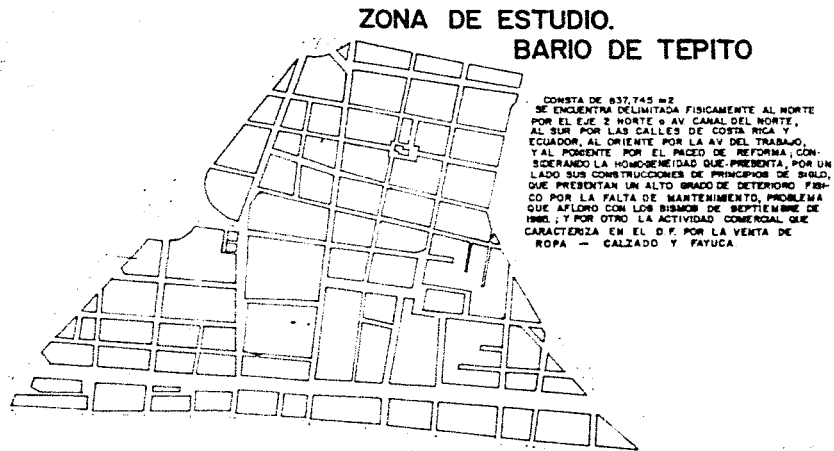 ZONA DE ESTUDIO.
BARIO DE TEPITO
CONSTA DE 837,745 m2
SE ENCUENTRA DELIMITADA FISICAMENTE AL NORTE
POR EL EJE 2 NORTE o AV CANAL DEL NORTE,
AL SUR POR LAS CALLES DE COSTA RICA Y
ECUADOR, AL ORIENTE POR LA AV DEL TRABAJO,
Y AL PONIENTE POR EL PACEO DE REFORMA; CON-
SIDERANDO LA HOMOGENEIDAD QUE PRESENTA, POR UN
LADO SUS CONSTRUCCIONES DE PRINCIPIOS DE SIGLO,
QUE PRESENTAN UN ALTO GRADO DE DETERIORO FISI-
CO POR LA FALTA DE MANTENIMIENTO, PROBLEMA
QUE AFLORO CON LOS SISMOS DE SEPTIEMBRE DE
; Y POR OTRO LA ACTIVIDAD COMERCIAL QUE
CARACTERIZA EN EL D.F. POR LA VENTA DE
ROPA — CALZADO Y FAYUCA.